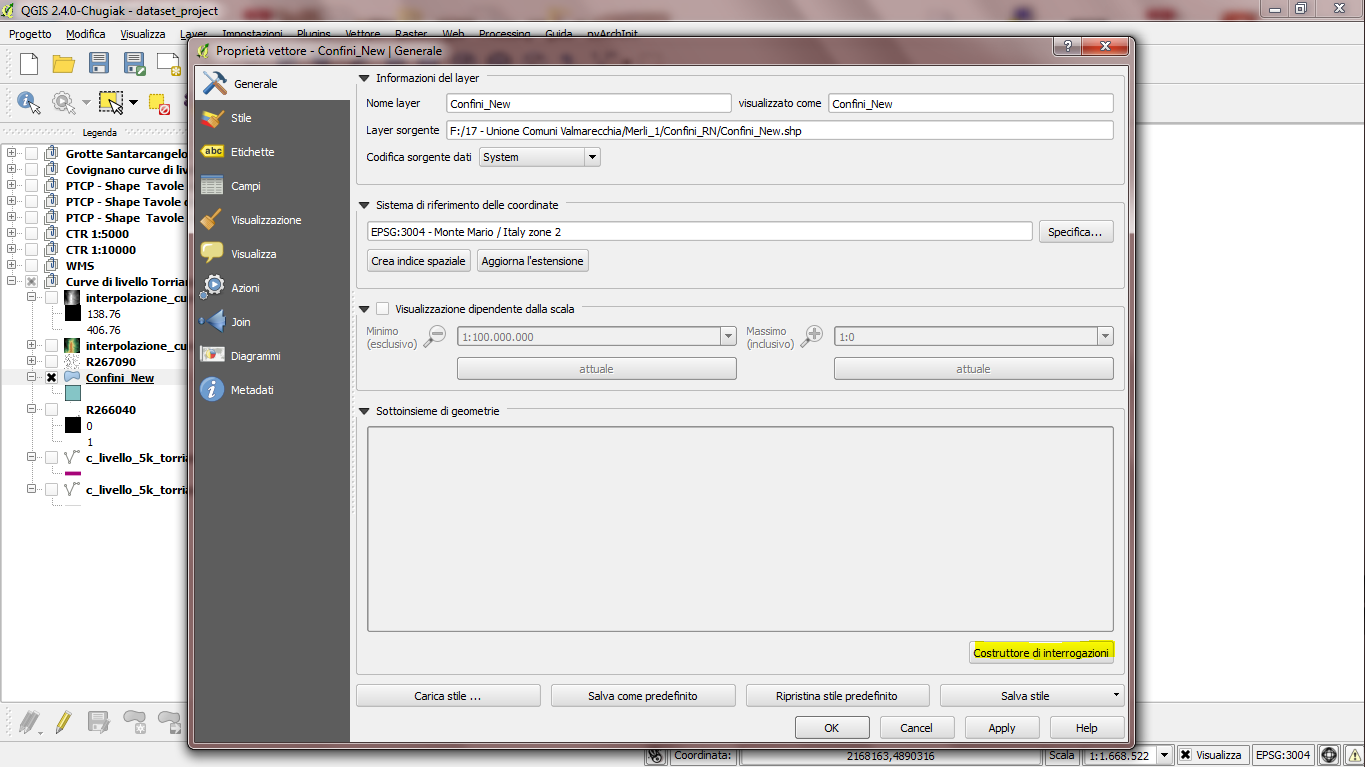 QGIS 2.4.0-Chugiak - dataset_project
Progetto Modifica Visualizza Layer Impostazioni Plugins Vettore Raster Web Processing Guida pyArchInit
Proprietà vettore - Confini_New | Generale
Legenda
Grotte Santarcangelo
Covignano curve di liv
PTCP - Shape Tavole
PTCP - Shape Tavole
PTCP - Shape Tavole
CTR 1:5000
CTR 1:10000
WMS
Curve di livello Torria
interpolazione_cu
138.76
406.76
interpolazione_cu
R267090
Confini_New
R266040
0
1
c_livello_5k_torria
c_livello_5k_torria
Generale
Stile
abc Etichette
Campi
Visualizzazione
Visualizza
Azioni
Join
Diagrammi
Metadati
Informazioni del layer
Nome layer Confini_New visualizzato come Confini_New
Layer sorgente F:/17 - Unione Comuni Valmarecchia/Merli_1/Confini_RN/Confini_New.shp
Codifica sorgente dati System
Sistema di riferimento delle coordinate
EPSG:3004 - Monte Mario / Italy zone 2 Specifica...
Crea indice spaziale Aggiorna l'estensione
Visualizzazione dipendente dalla scala
Minimo (esclusivo) 1:100.000.000 Massimo (inclusivo) 1:0
attuale attuale
Sottoinsieme di geometrie
Costruttore di interrogazioni
Carica stile ... Salva come predefinito Ripristina stile predefinito Salva stile
OK Cancel Apply Help
Coordinata: 2168163,4890316 Scala 1:1.668.522 Visualizza EPSG:3004